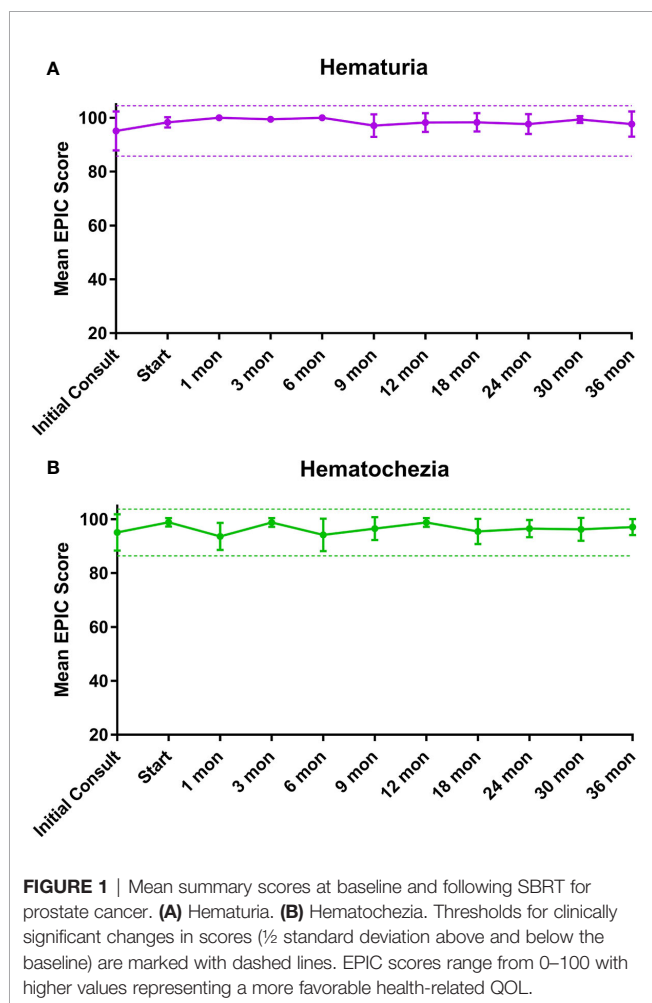 A
Hematuria
Mean EPIC Score
100
80
60
40
20
Initial Consult
Start
1 mon
3 mon
6 mon
9 mon
12 mon
18 mon
24 mon
30 mon
36 mon
B
Hematochezia
Mean EPIC Score
100
80
60
40
20
Initial Consult
Start
1 mon
3 mon
6 mon
9 mon
12 mon
18 mon
24 mon
30 mon
36 mon
FIGURE 1 | Mean summary scores at baseline and following SBRT for
prostate cancer. (A) Hematuria. (B) Hematochezia. Thresholds for clinically
significant changes in scores (½ standard deviation above and below the
baseline) are marked with dashed lines. EPIC scores range from 0–100 with
higher values representing a more favorable health-related QOL.